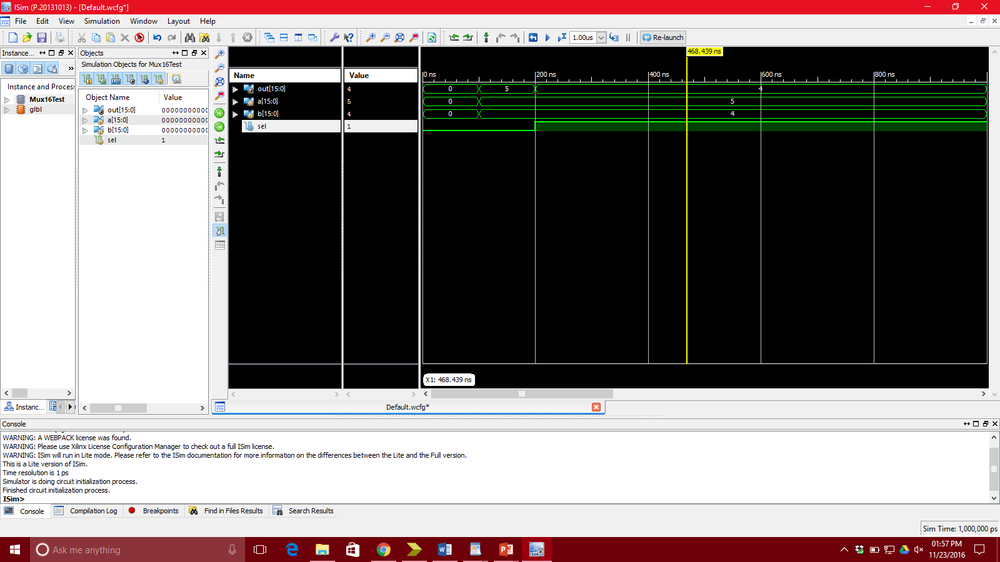 ISim (P.20131013) - [Default.wcfg*]
File Edit View Simulation Window Layout Help
1.00us Re-launch
Instance... Objects
Simulation Objects for Mux16Test
Instance and Proces
Mux16Test
glbl
Object Name Value
out[15:0] 00000000000
a[15:0] 00000000000
b[15:0] 00000000000
sel 1
Name Value
out[15:0] 4
a[15:0] 5
b[15:0] 4
sel 1
468.439 ns
0 ns 200 ns 400 ns 600 ns 800 ns
0 5 4
0 5
0 4
X1: 468.439 ns
Instanc...
Default.wcfg*
Console
WARNING: A WEBPACK license was found.
WARNING: Please use Xilinx License Configuration Manager to check out a full ISim license.
WARNING: ISim will run in Lite mode. Please refer to the ISim documentation for more information on the differences between the Lite and the Full version.
This is a Lite version of ISim.
Time resolution is 1 ps
Simulator is doing circuit initialization process.
Finished circuit initialization process.
ISim>
Console Compilation Log Breakpoints Find in Files Results Search Results
Sim Time: 1,000,000 ps
Ask me anything
01:57 PM
11/23/2016